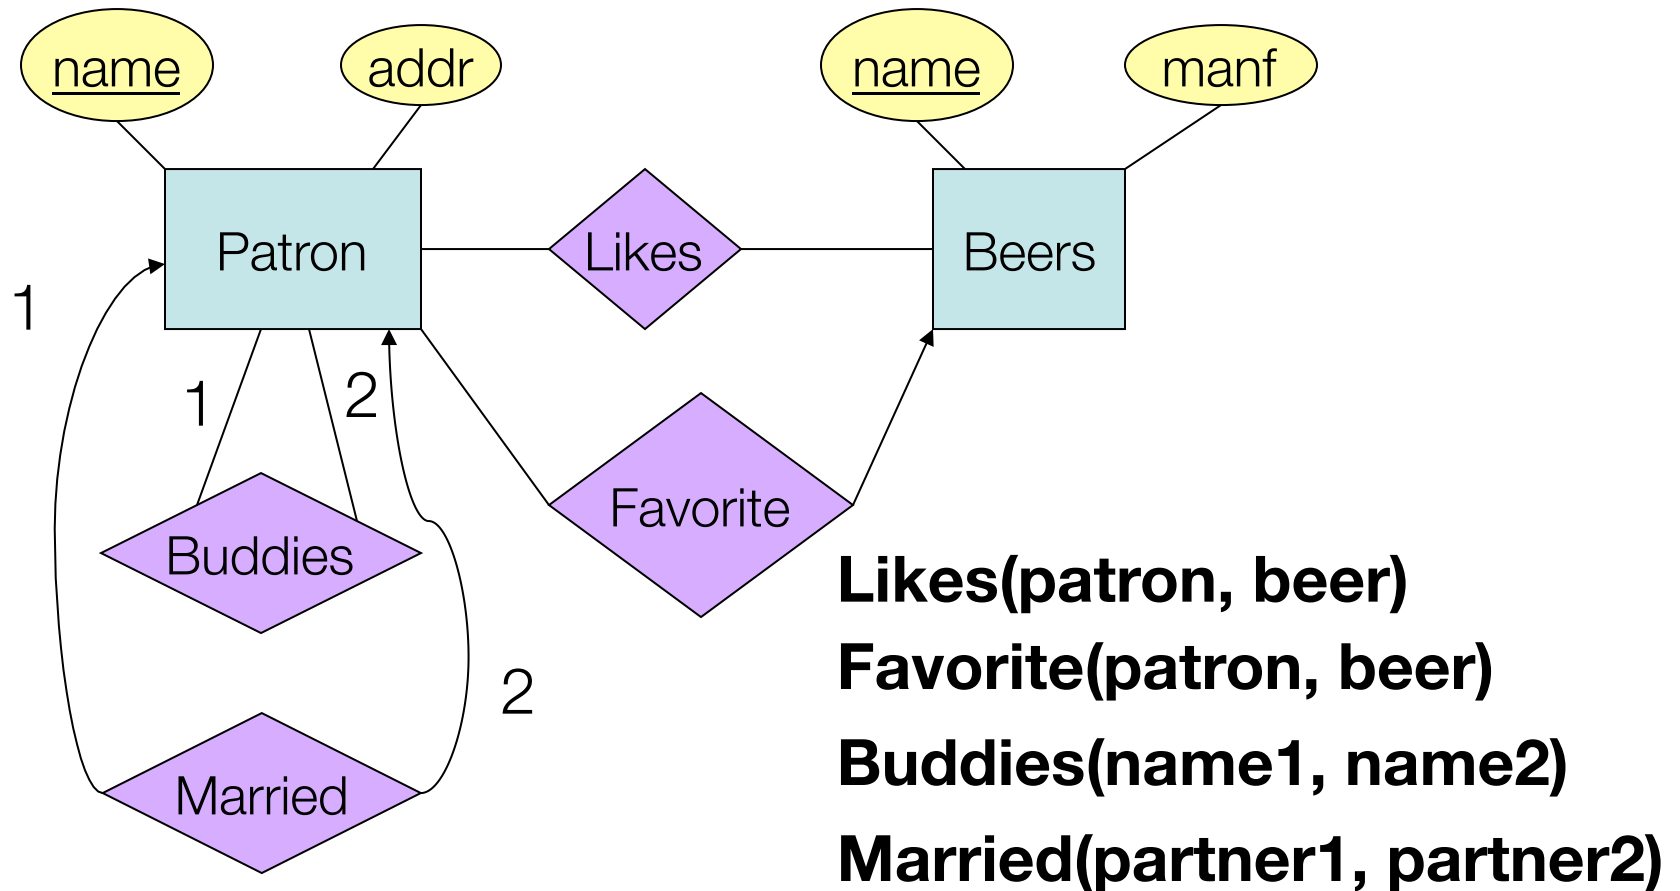 name
addr
name
manf
Patron
Likes
Beers
1
1
2
Favorite
Buddies
2
Married
Likes(patron, beer)
Favorite(patron, beer)
Buddies(name1, name2)
Married(partner1, partner2)